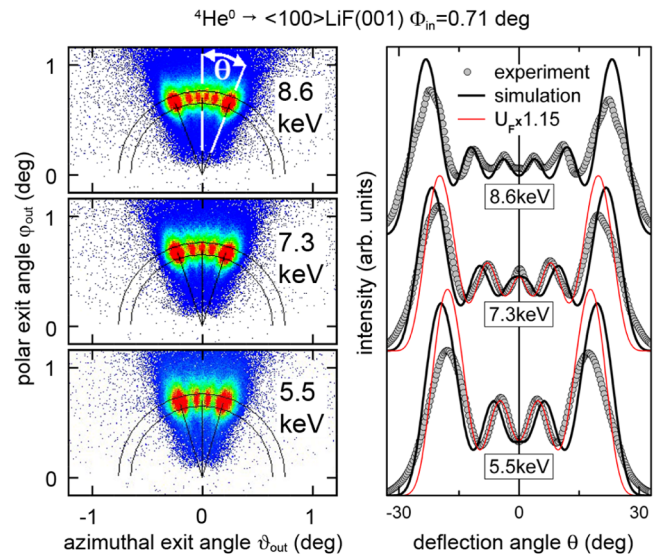 ⁴He⁰ → <100>LiF(001) Φin=0.71 deg
polar exit angle φout (deg)
1
0
θ
8.6
keV
1
0
7.3
keV
1
0
5.5
keV
-1
0
1
azimuthal exit angle ϑout (deg)
intensity (arb. units)
experiment
simulation
UFx1.15
8.6keV
7.3keV
5.5keV
-30
0
30
deflection angle Θ (deg)